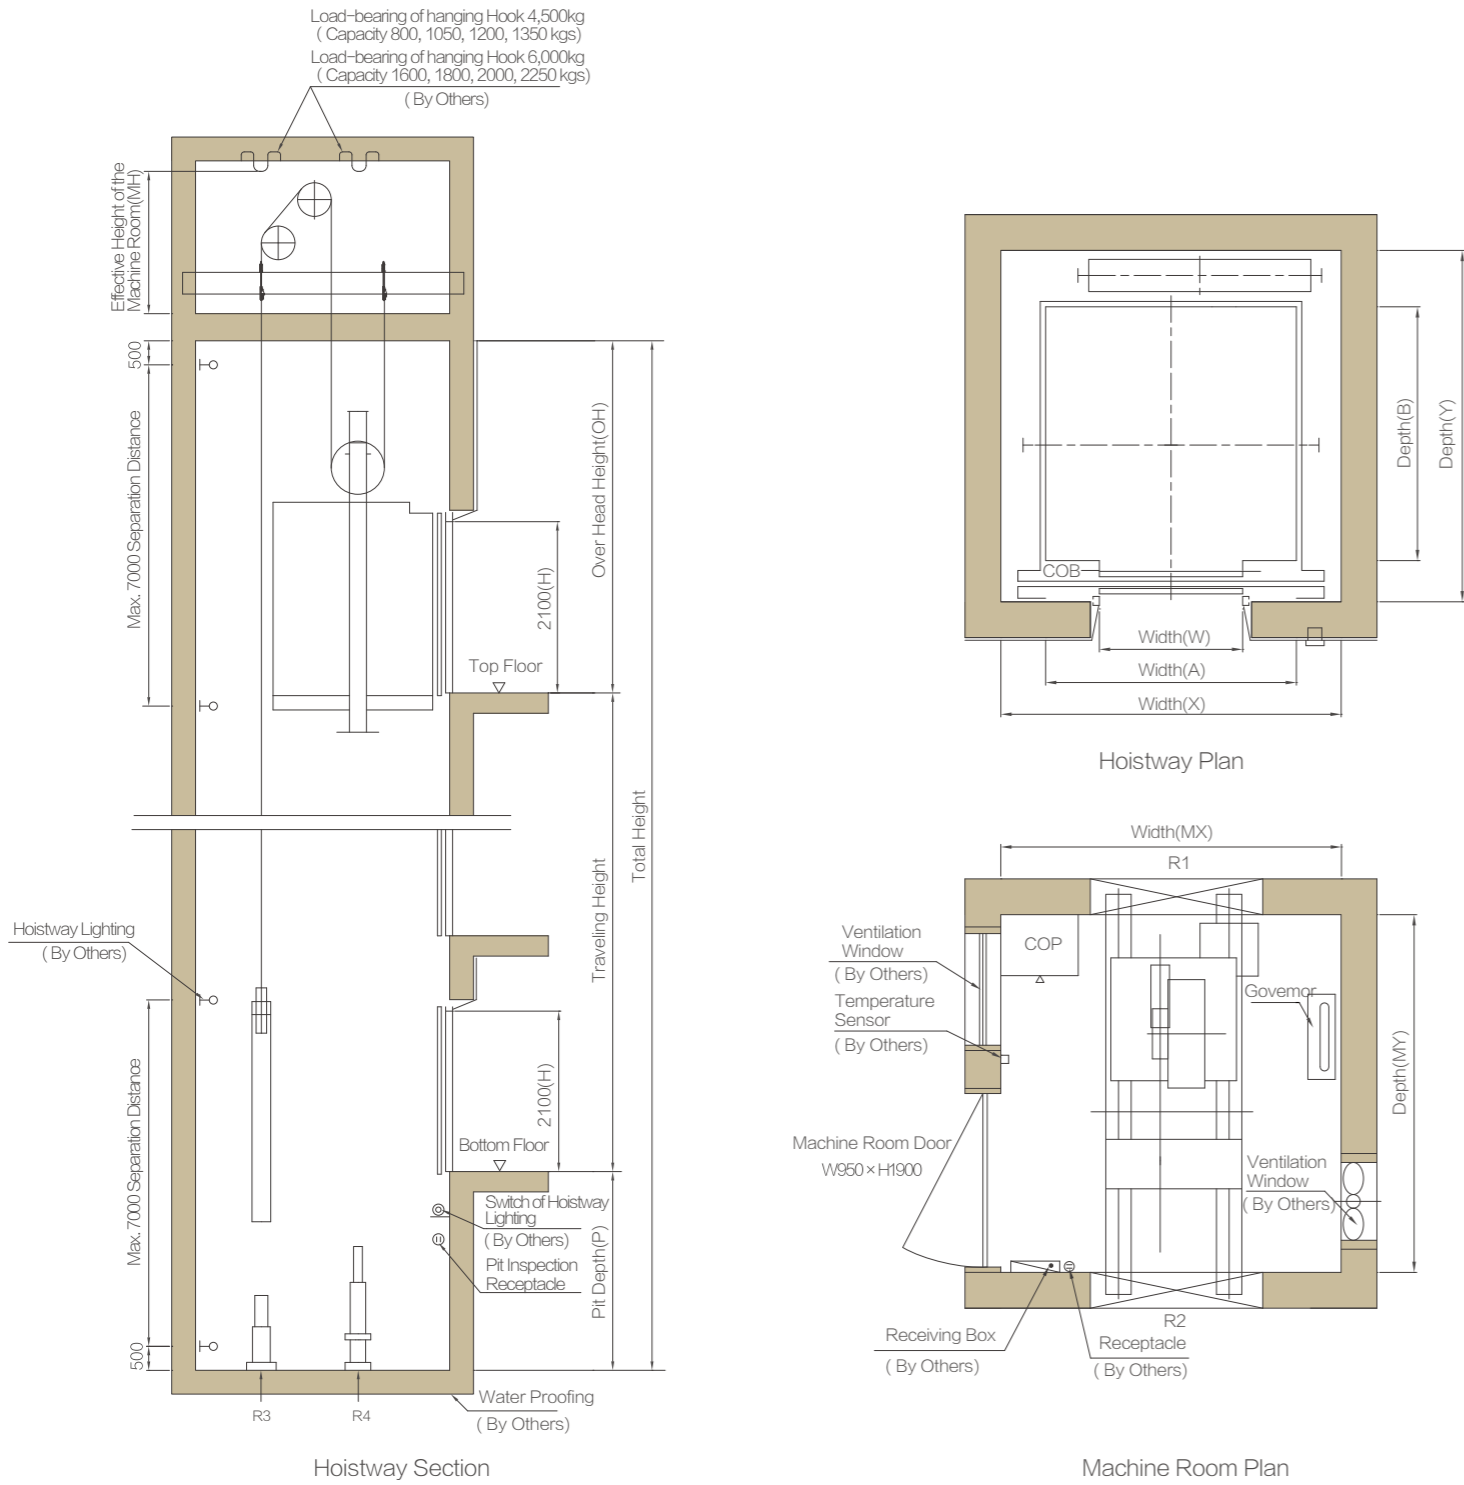 Load-bearing of hanging Hook 4,500kg
( Capacity 800, 1050, 1200, 1350 kgs)
Load-bearing of hanging Hook 6,000kg
( Capacity 1600, 1800, 2000, 2250 kgs)
( By Others)
Effective Height of the
Machine Room(MH)
500
Max. 7000 Separation Distance
Over Head Height(OH)
2100(H)
Top Floor
Total Height
Traveling Height
Hoistway Lighting
( By Others)
Max. 7000 Separation Distance
2100(H)
Bottom Floor
Switch of Hoistway
Lighting
( By Others)
Pit Inspection
Receptacle
Pit Depth(P)
500
R3
R4
Water Proofing
( By Others)
Hoistway Section
Depth(B)
Depth(Y)
COB
Width(W)
Width(A)
Width(X)
Hoistway Plan
Width(MX)
R1
Ventilation
Window
( By Others)
COP
Temperature
Sensor
( By Others)
Govemor
Depth(MY)
Machine Room Door
W950×H1900
Ventilation
Window
( By Others)
R2
Receiving Box
( By Others)
Receptacle
( By Others)
Machine Room Plan